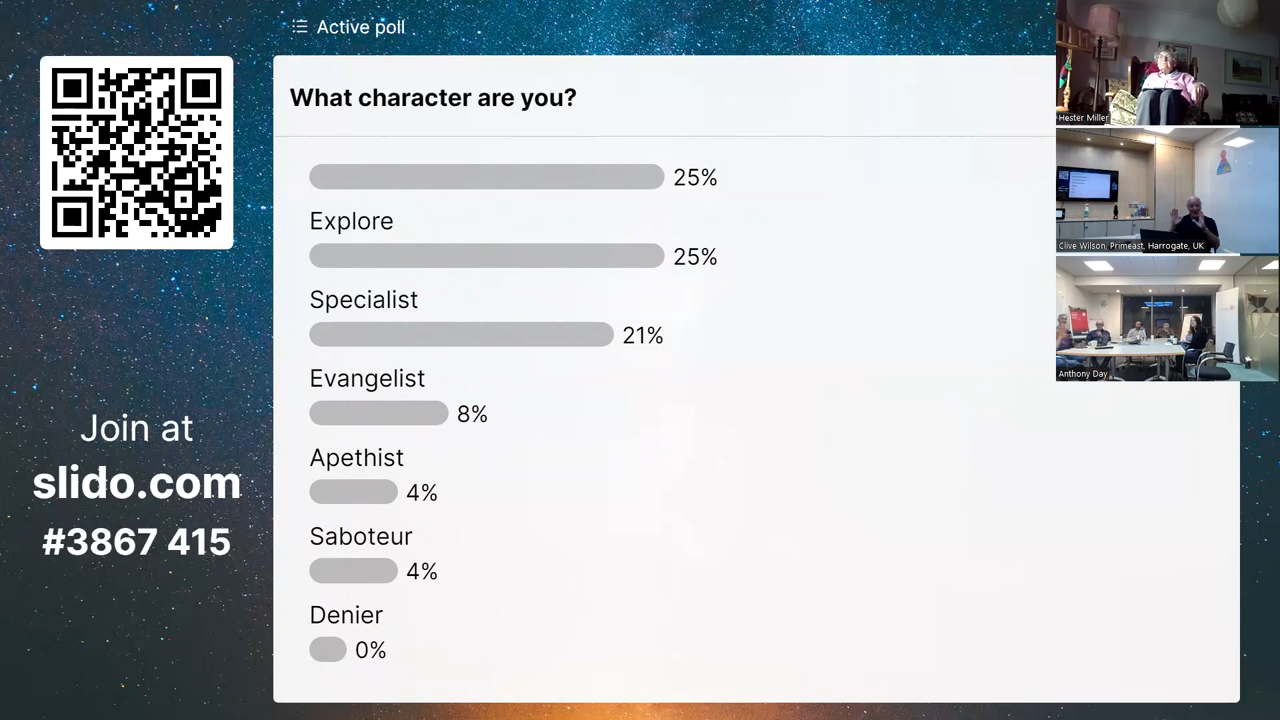 Active poll
What character are you?
25%
Explore
25%
Specialist
21%
Evangelist
8%
Apethist
4%
Saboteur
4%
Denier
0%
Join at
slido.com
#3867 415
Hester Miller
Clive Wilson, Primeast, Harrogate, UK
Anthony Day